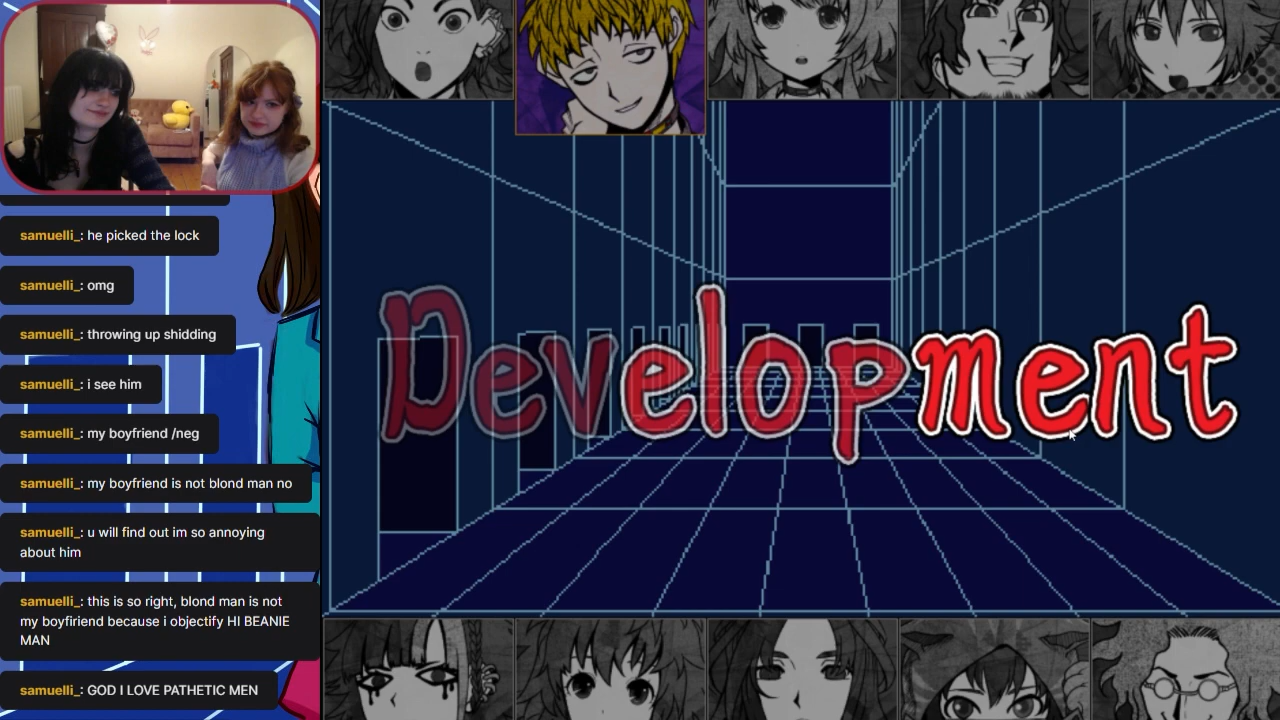 samuelli_: he picked the lock
samuelli_: omg
samuelli_: throwing up shidding
samuelli_: i see him
samuelli_: my boyfriend /neg
samuelli_: my boyfriend is not blond man no
samuelli_: u will find out im so annoying
about him
samuelli_: this is so right, blond man is not
my boyfriend because i objectify HI BEANIE
MAN
samuelli_: GOD I LOVE PATHETIC MEN
Development